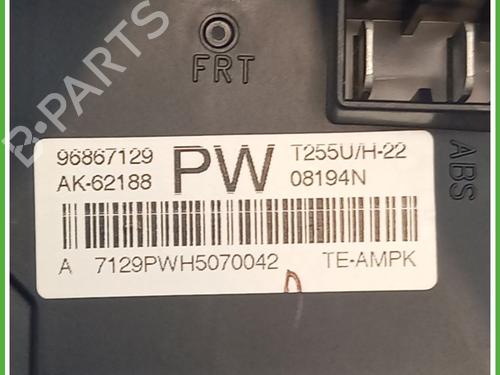 FRT
96867129 PW T255U/H-22
AK-62188 08194N
A 7129PWH5070042 TE-AMPK
ABS
B-PARTS